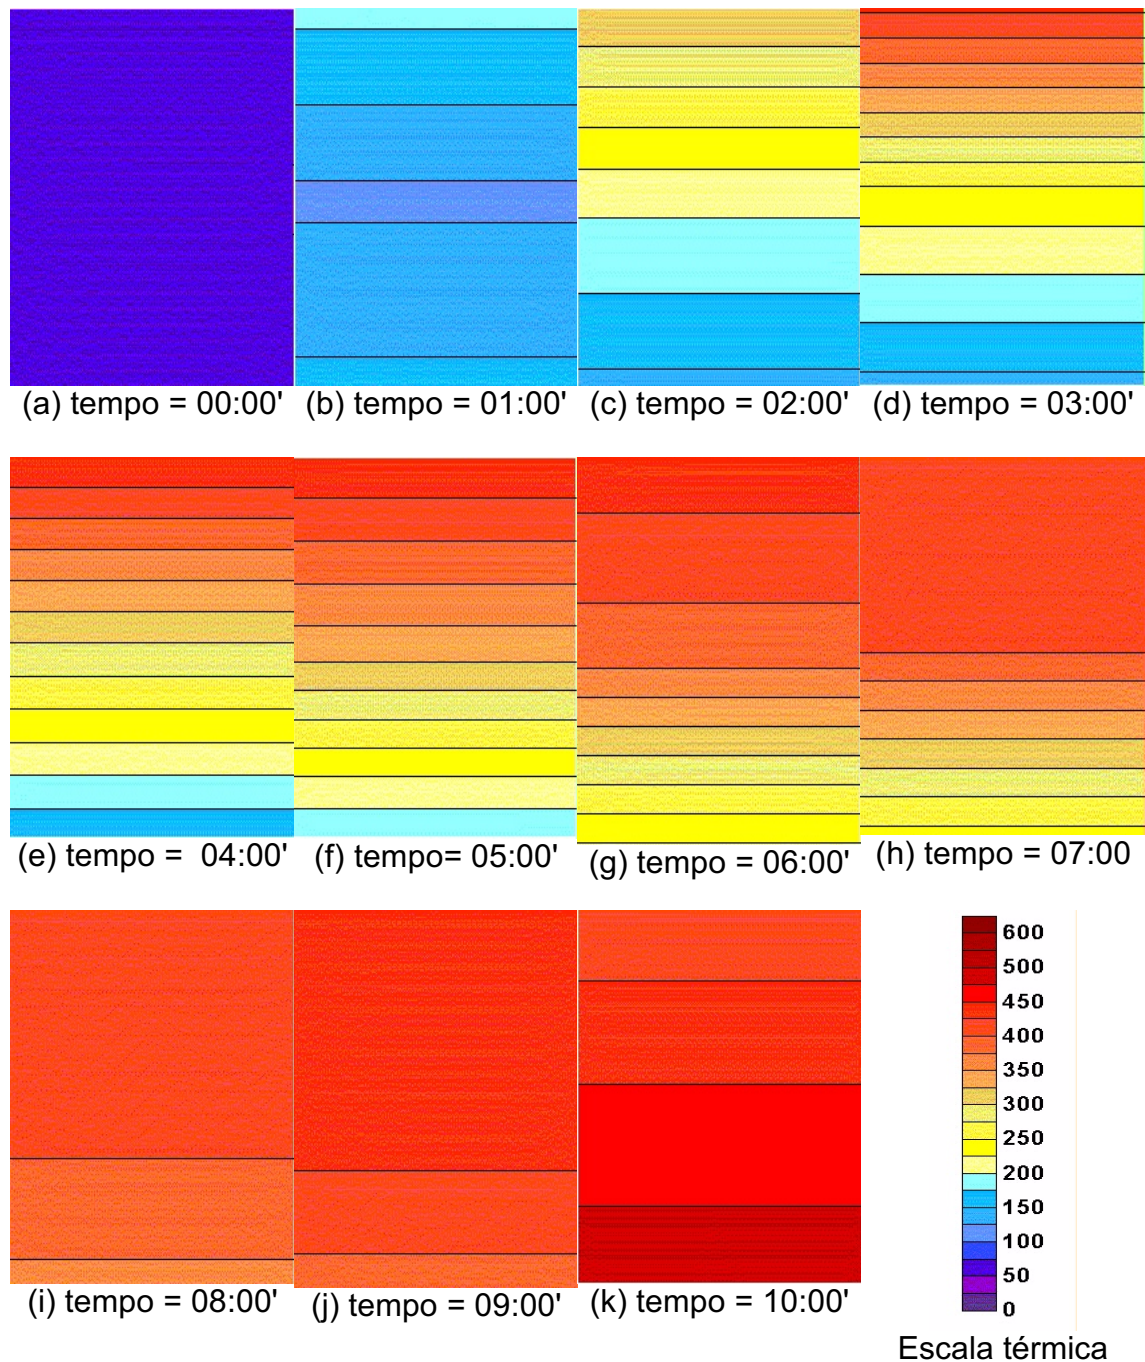 (a) tempo = 00:00'
(b) tempo = 01:00'
(c) tempo = 02:00'
(d) tempo = 03:00'
(e) tempo =  04:00'
(f) tempo= 05:00'
(g) tempo = 06:00'
(h) tempo = 07:00
(i) tempo = 08:00'
(j) tempo = 09:00'
(k) tempo = 10:00'
600
500
450
400
350
300
250
200
150
100
50
0
Escala térmica